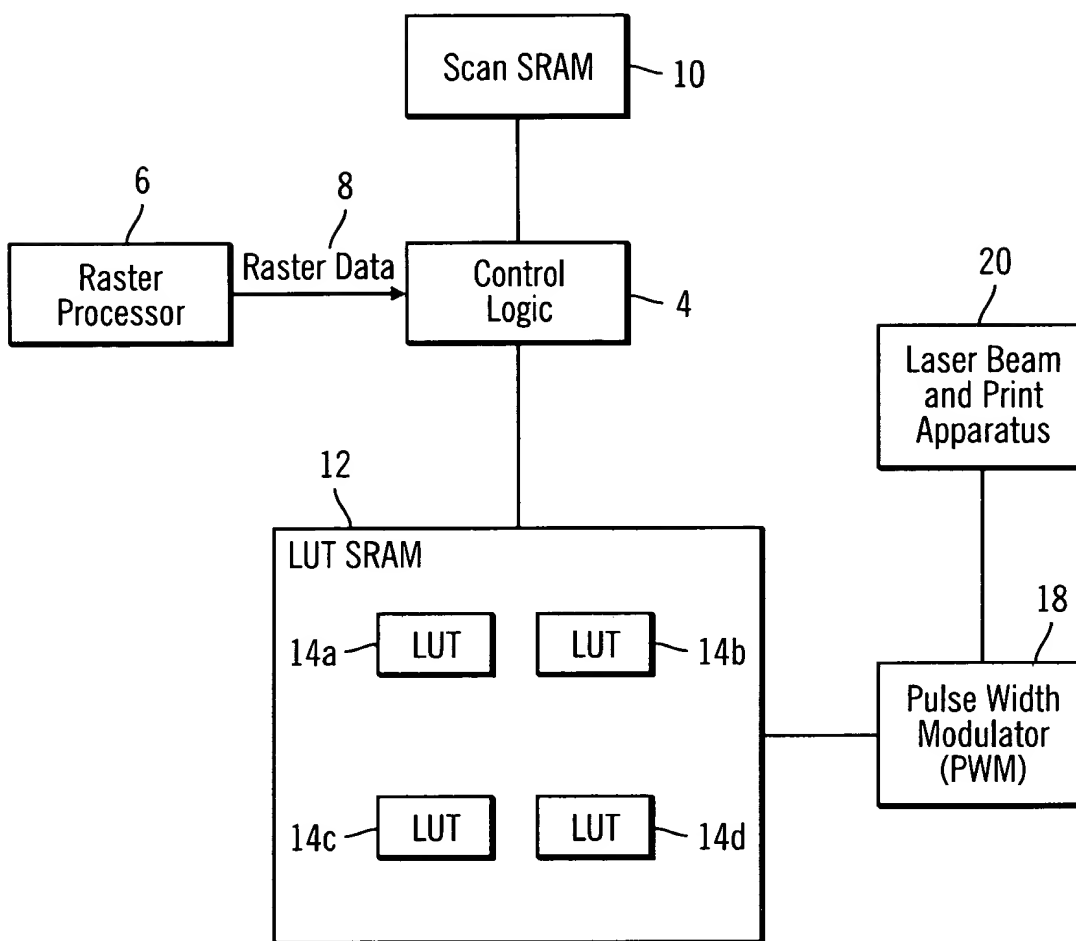 Scan SRAM
10
6
8
Raster
Processor
Raster Data
Control
Logic
4
20
Laser Beam
and Print
Apparatus
12
LUT SRAM
14a
LUT
LUT
14b
18
Pulse Width
Modulator
(PWM)
14c
LUT
LUT
14d